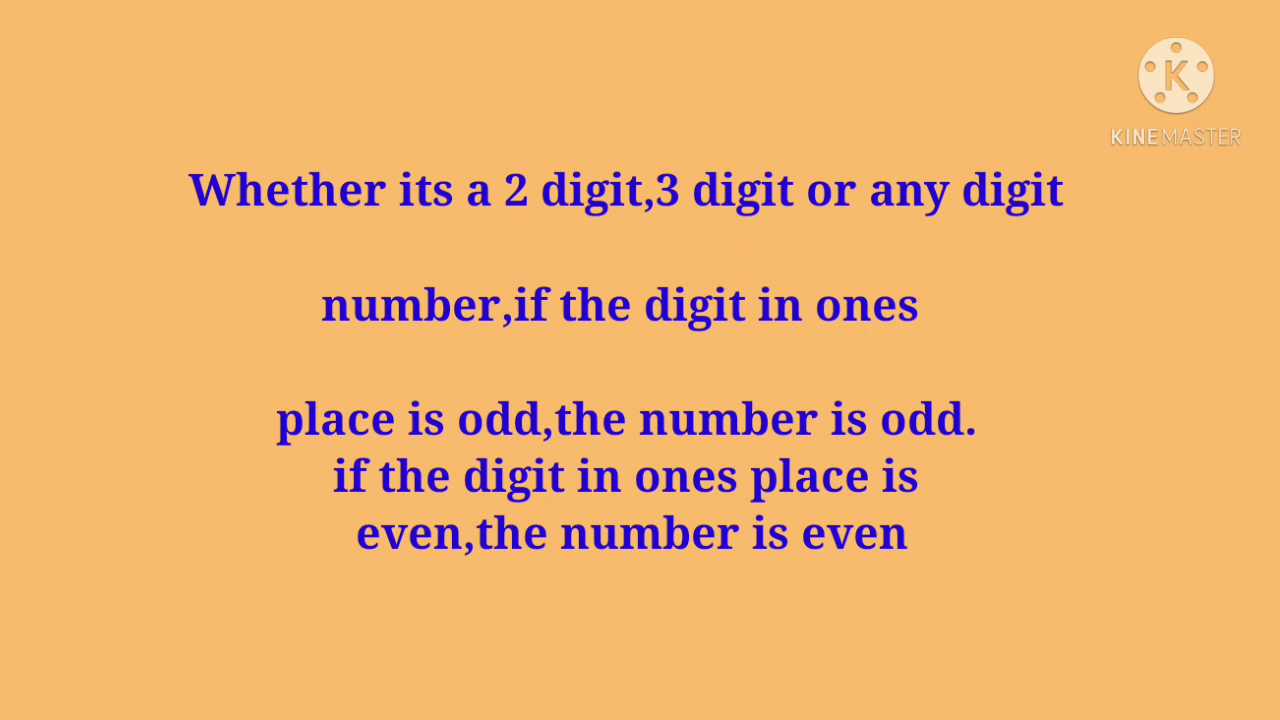 K
KINEMASTER
Whether its a 2 digit,3 digit or any digit
number,if the digit in ones
place is odd,the number is odd.
if the digit in ones place is
even,the number is even